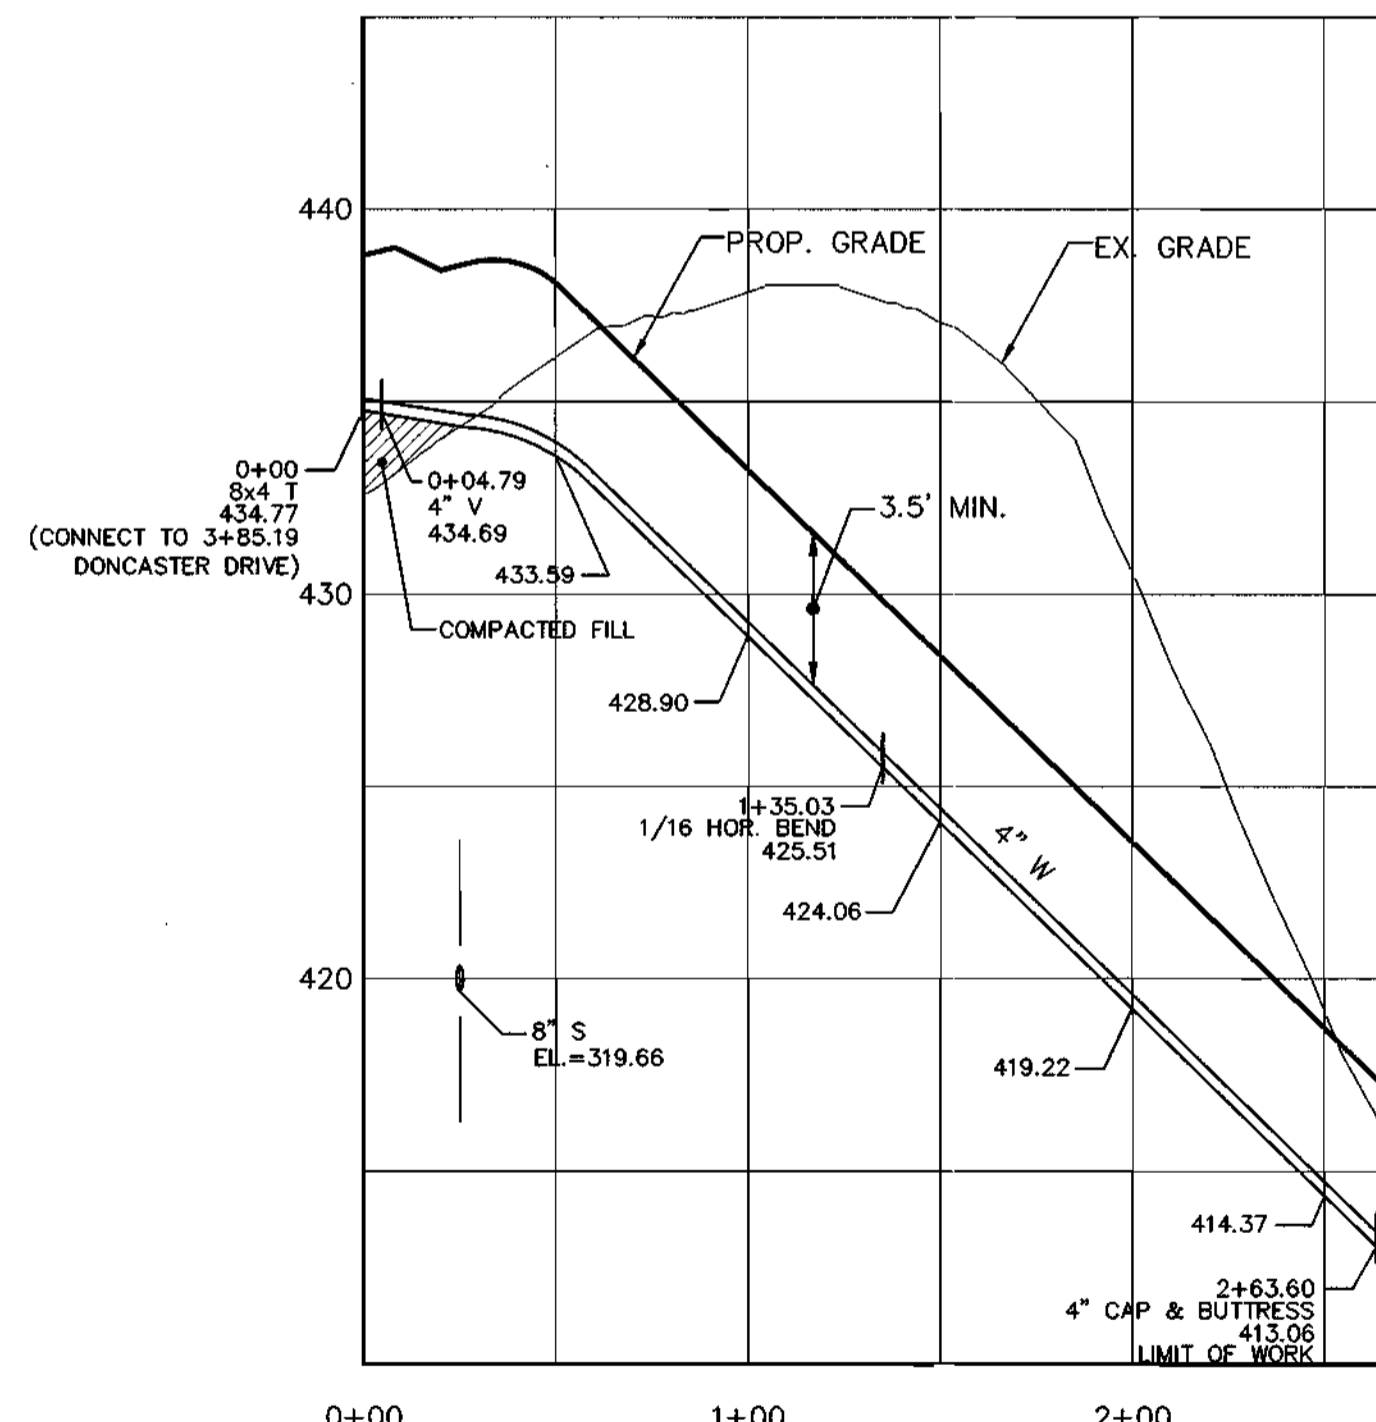 440
PROP. GRADE
EX. GRADE
0+00
8x4 T
434.77
(CONNECT TO 3+85.19
DONCASTER DRIVE)
0+04.79
4" V
434.69
3.5' MIN.
433.59
430
COMPACTED FILL
428.90
1+35.03
1/16 HOR. BEND
425.51
4" W
424.06
420
8" S
EL.=319.66
419.22
414.37
2+63.60
4" CAP & BUTTRESS
413.06
LIMIT OF WORK
0+00
1+00
2+00